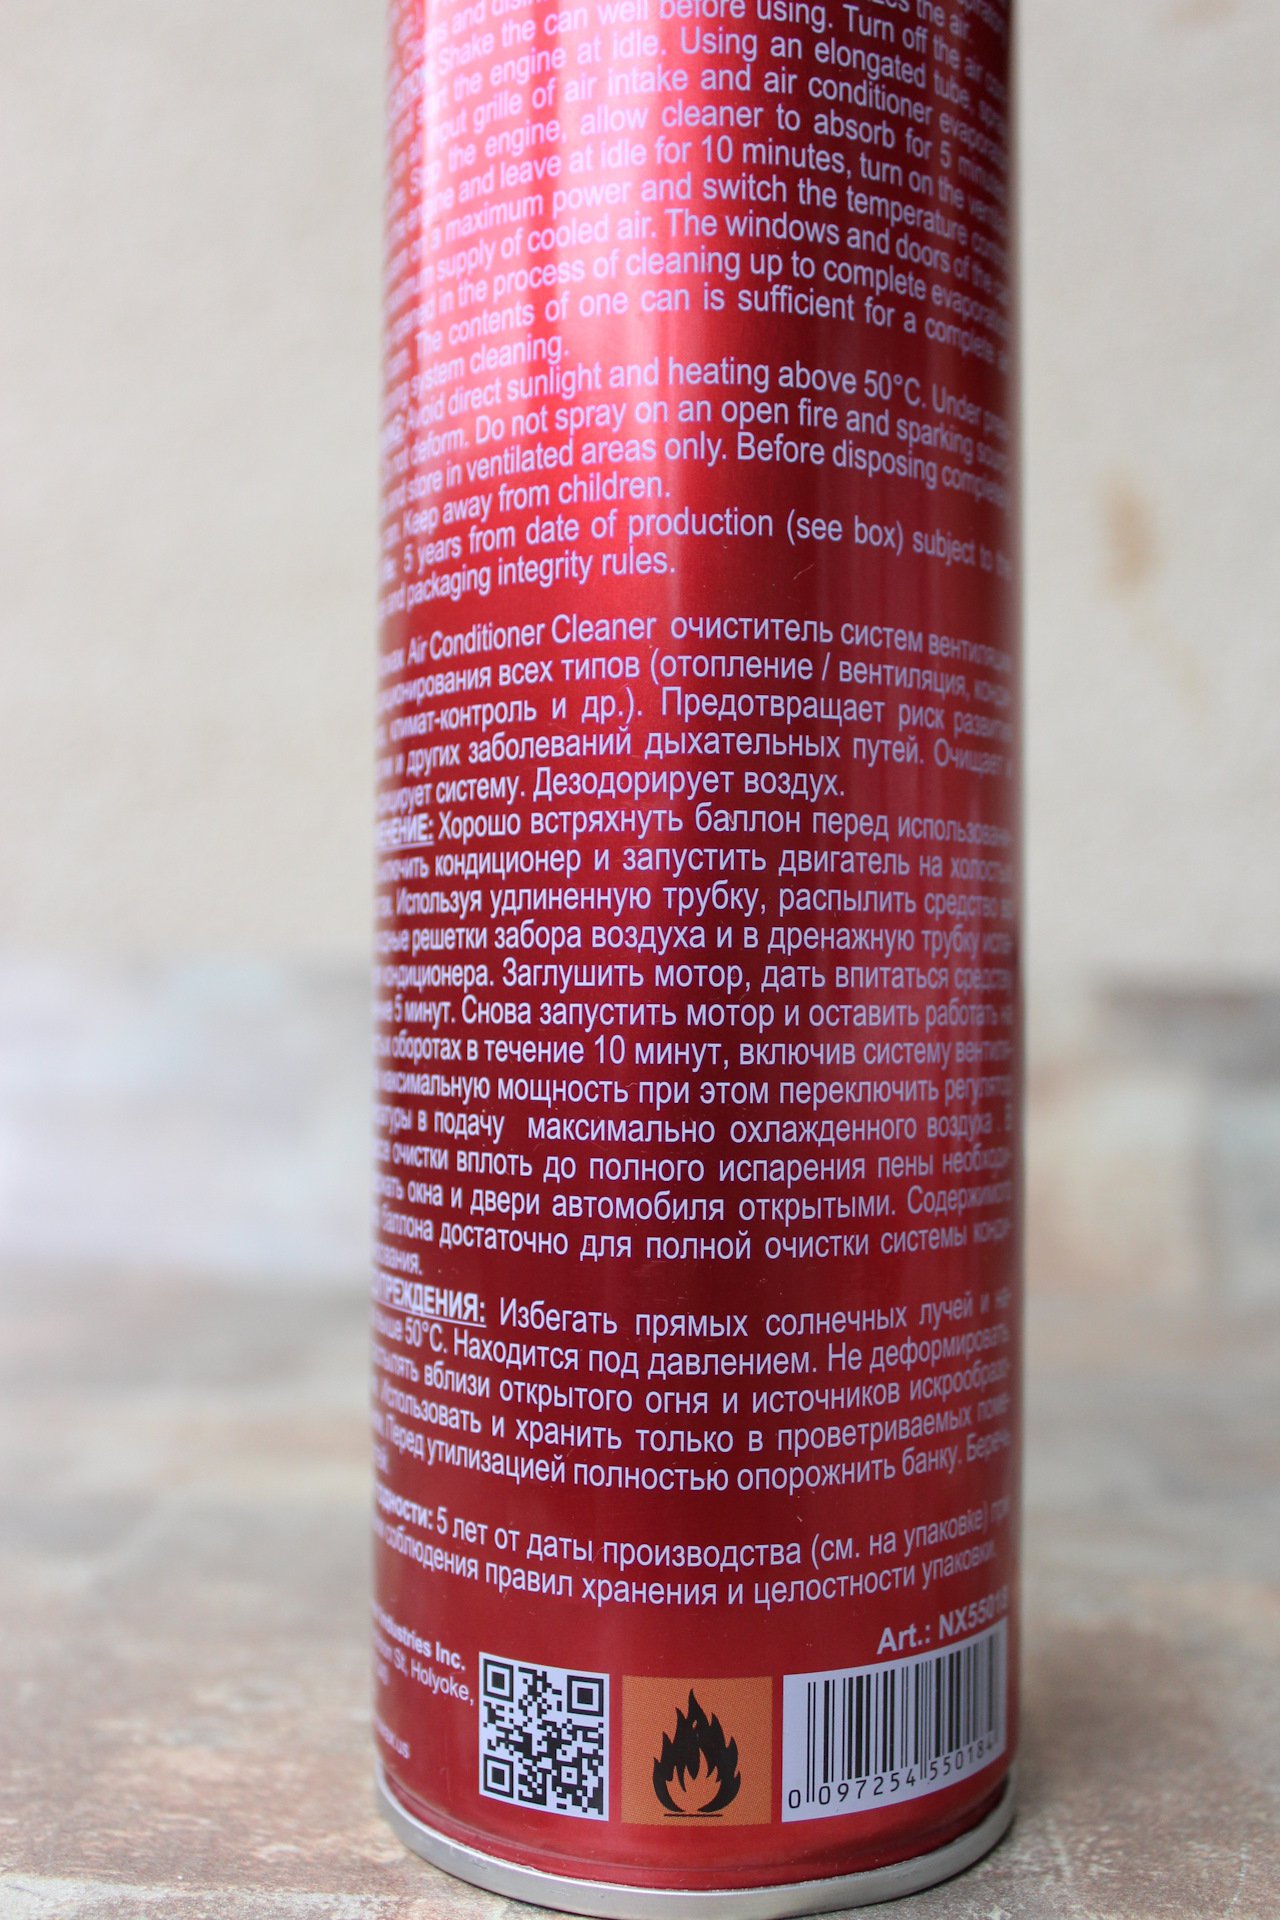 and
Shake the can well before using. Turn off the air
the engine at idle. Using an elongated tube,
grille of air intake and air conditioner
the engine, allow cleaner to absorb for 5
engine and leave at idle for 10 minutes, turn on the
maximum power and switch the temperature
supply of cooled air. The windows and doors of the
in the process of cleaning up to complete
The contents of one can is sufficient for a complete
system cleaning.
Avoid direct sunlight and heating above 50°C. Under
not deform. Do not spray on an open fire and sparking
and store in ventilated areas only. Before disposing
Keep away from children.
5 years from date of production (see box) subject to the
and packaging integrity rules.
Air Conditioner Cleaner очиститель систем
всех типов (отопление / вентиляция,
климат-контроль и др.). Предотвращает риск
и других заболеваний дыхательных путей. Очищает
систему. Дезодорирует воздух.
Хорошо встряхнуть баллон перед
кондиционер и запустить двигатель на
Используя удлиненную трубку, распылить средство
решетки забора воздуха и в дренажную трубку
кондиционера. Заглушить мотор, дать впитаться средству
5 минут. Снова запустить мотор и оставить работать
оборотах в течение 10 минут, включив систему
максимальную мощность при этом переключить
в подачу максимально охлажденного воздуха. В
очистки вплоть до полного испарения пены
окна и двери автомобиля открытыми. Содержимого
баллона достаточно для полной очистки системы
Избегать прямых солнечных лучей и
50°C. Находится под давлением. Не деформировать
вблизи открытого огня и источников
Использовать и хранить только в проветриваемых
Перед утилизацией полностью опорожнить банку. Беречь
5 лет от даты производства (см. на упаковке) при
соблюдения правил хранения и целостности упаковки.
Art.: NX55018
Industries Inc.
St, Holyoke,
0 097254 550184